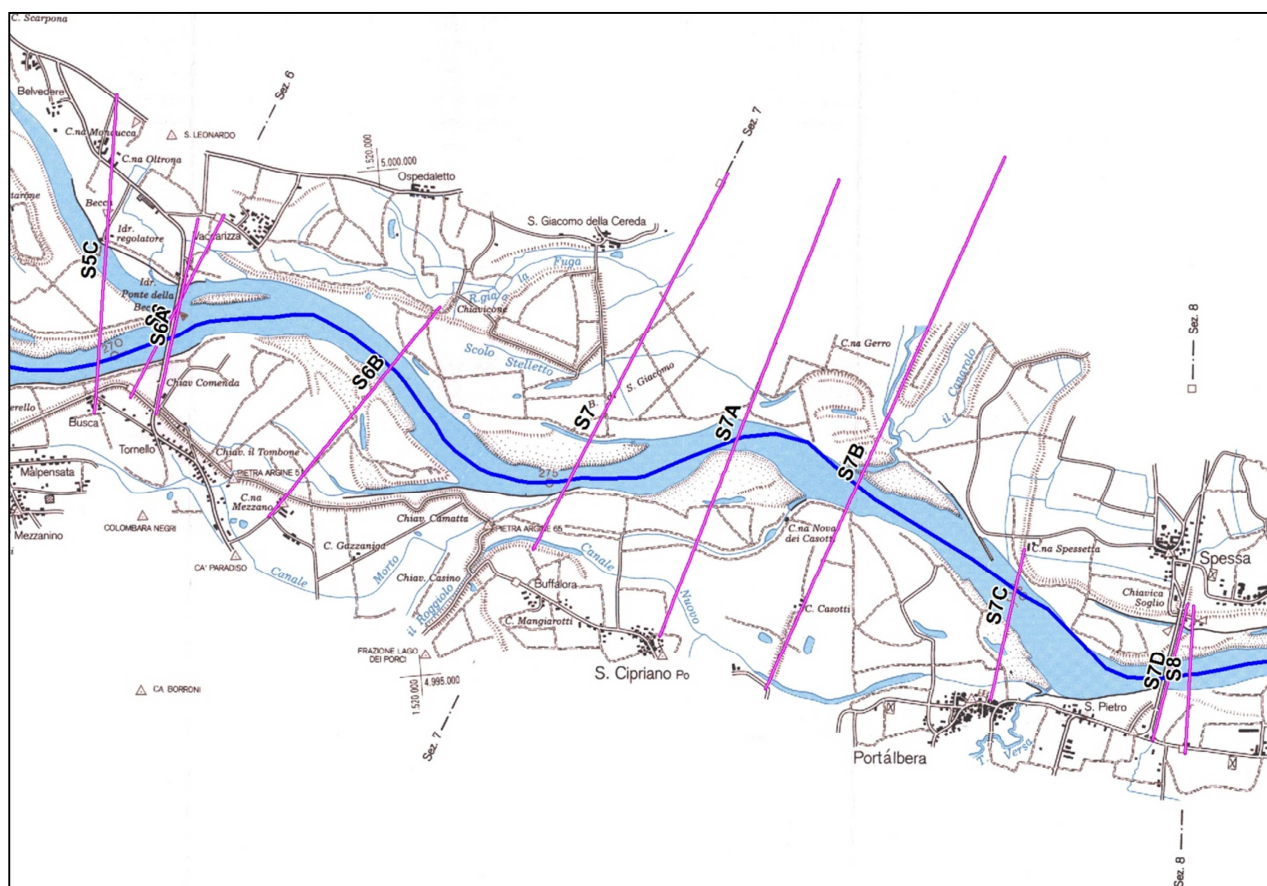 C. Scarpona
Belvedere
Sez. 6
S. LEONARDO
C.na Moncucca
C.na Oltrona
1.520.000
5.000.000
Ospedaletto
Sez. 7
Becca
Idr.
regolatore
Vaccarizza
S. Giacomo della Cereda
S5C
Idr.
Ponte della
Becca
S6A
R.gia
la
Fuga
Chiavicone
Sez. 8
270
Scolo
Stelletto
C.na Gerro
il Canarolo
S6B
S. Giacomo
Chiav Comenda
Busca
Tornello
S7
S7A
S7B
Chiav. il Tombone
Malpensata
PIETRA ARGINE 51
275
C.na
Mezzana
Mezzanino
COLOMBARA NEGRI
Chiav. Camatta
PIETRA ARGINE 65
C.na Nova
dei Casotti
C.na Spessetta
Spessa
C. Gazzaniga
CA' PARADISO
Canale
Morto
Chiav. Casino
il Roggiolo
Canale
Nuovo
Buffalora
C. Mangiarotti
C. Casotti
S7C
Chiavica
Soglio
FRAZIONE LAGO
DEI PORCI
S. Cipriano Po
CA BORRONI
1.520.000
4.995.000
S7D
S8
S. Pietro
Sez. 7
Portálbera
T. Versa
Sez. 8